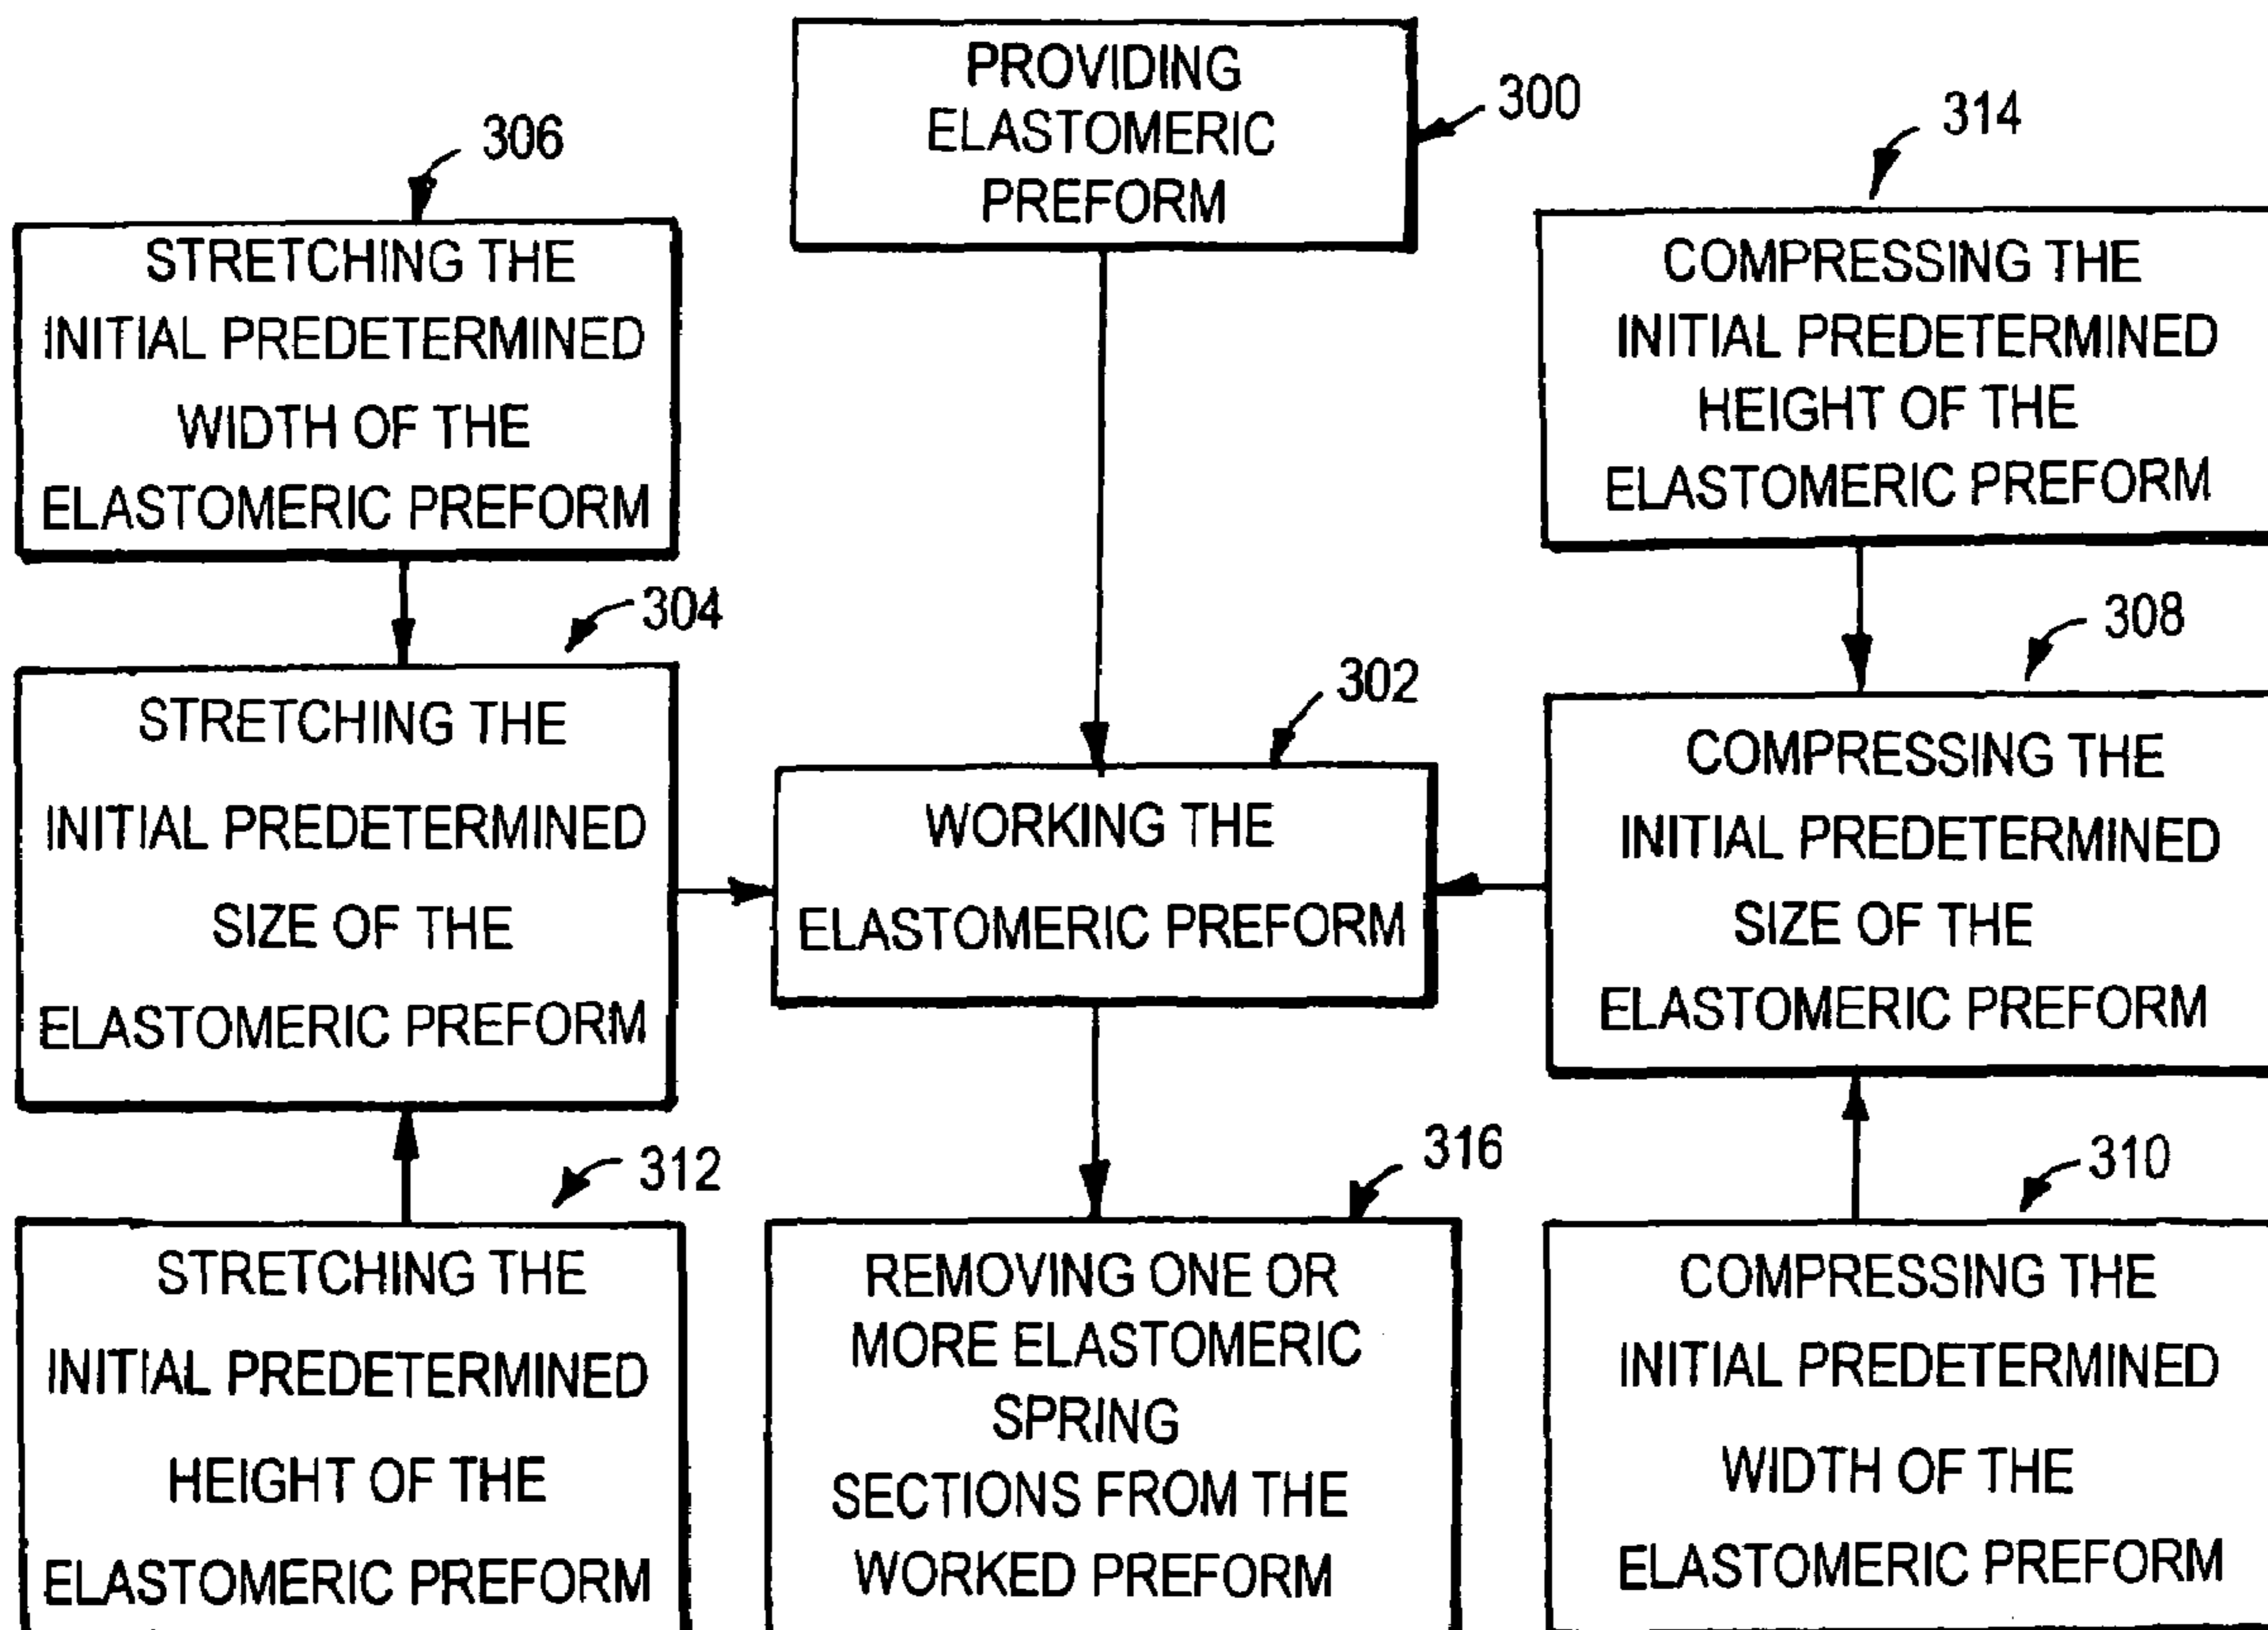 PROVIDING
ELASTOMERIC
PREFORM
300
306
STRETCHING THE
INITIAL PREDETERMINED
WIDTH OF THE
ELASTOMERIC PREFORM
314
COMPRESSING THE
INITIAL PREDETERMINED
HEIGHT OF THE
ELASTOMERIC PREFORM
304
STRETCHING THE
INITIAL PREDETERMINED
SIZE OF THE
ELASTOMERIC PREFORM
302
WORKING THE
ELASTOMERIC PREFORM
308
COMPRESSING THE
INITIAL PREDETERMINED
SIZE OF THE
ELASTOMERIC PREFORM
312
STRETCHING THE
INITIAL PREDETERMINED
HEIGHT OF THE
ELASTOMERIC PREFORM
316
REMOVING ONE OR
MORE ELASTOMERIC
SPRING
SECTIONS FROM THE
WORKED PREFORM
310
COMPRESSING THE
INITIAL PREDETERMINED
WIDTH OF THE
ELASTOMERIC PREFORM